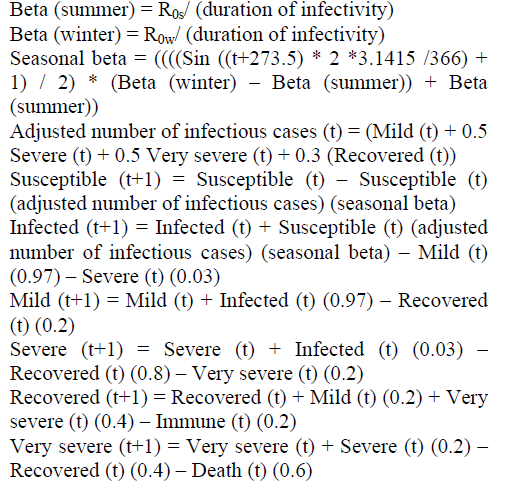 Beta (summer) = R0s/ (duration of infectivity)
Beta (winter) = R0w/ (duration of infectivity)
Seasonal beta = ((((Sin ((t+273.5) * 2 *3.1415 /366) +
1) / 2) * (Beta (winter) – Beta (summer)) + Beta
(summer))
Adjusted number of infectious cases (t) = (Mild (t) + 0.5
Severe (t) + 0.5 Very severe (t) + 0.3 (Recovered (t))
Susceptible (t+1) = Susceptible (t) – Susceptible (t)
(adjusted number of infectious cases) (seasonal beta)
Infected (t+1) = Infected (t) + Susceptible (t) (adjusted
number of infectious cases) (seasonal beta) – Mild (t)
(0.97) – Severe (t) (0.03)
Mild (t+1) = Mild (t) + Infected (t) (0.97) – Recovered
(t) (0.2)
Severe (t+1) = Severe (t) + Infected (t) (0.03) –
Recovered (t) (0.8) – Very severe (t) (0.2)
Recovered (t+1) = Recovered (t) + Mild (t) (0.2) + Very
severe (t) (0.4) – Immune (t) (0.2)
Very severe (t+1) = Very severe (t) + Severe (t) (0.2) –
Recovered (t) (0.4) – Death (t) (0.6)